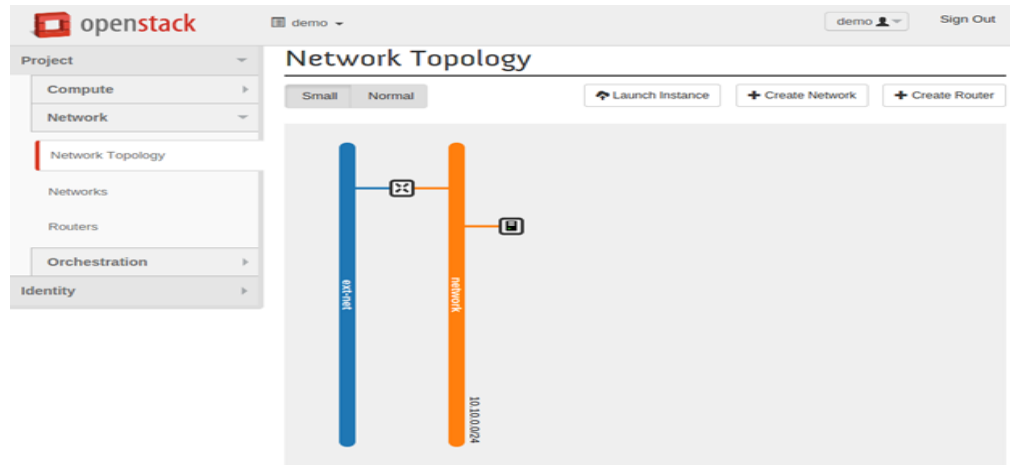 openstack
demo
demo
Sign Out
Project
Compute
Network
Network Topology
Networks
Routers
Orchestration
Identity
Network Topology
Small
Normal
Launch Instance
+ Create Network
+ Create Router
ext-net
network
10.10.0.0/24